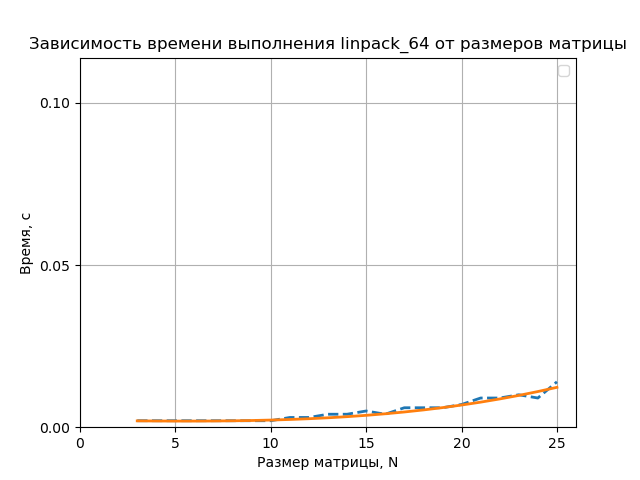 Зависимость времени выполнения linpack_64 от размеров матрицы
0.10
0.05
0.00
Время, с
0 5 10 15 20 25
Размер матрицы, N